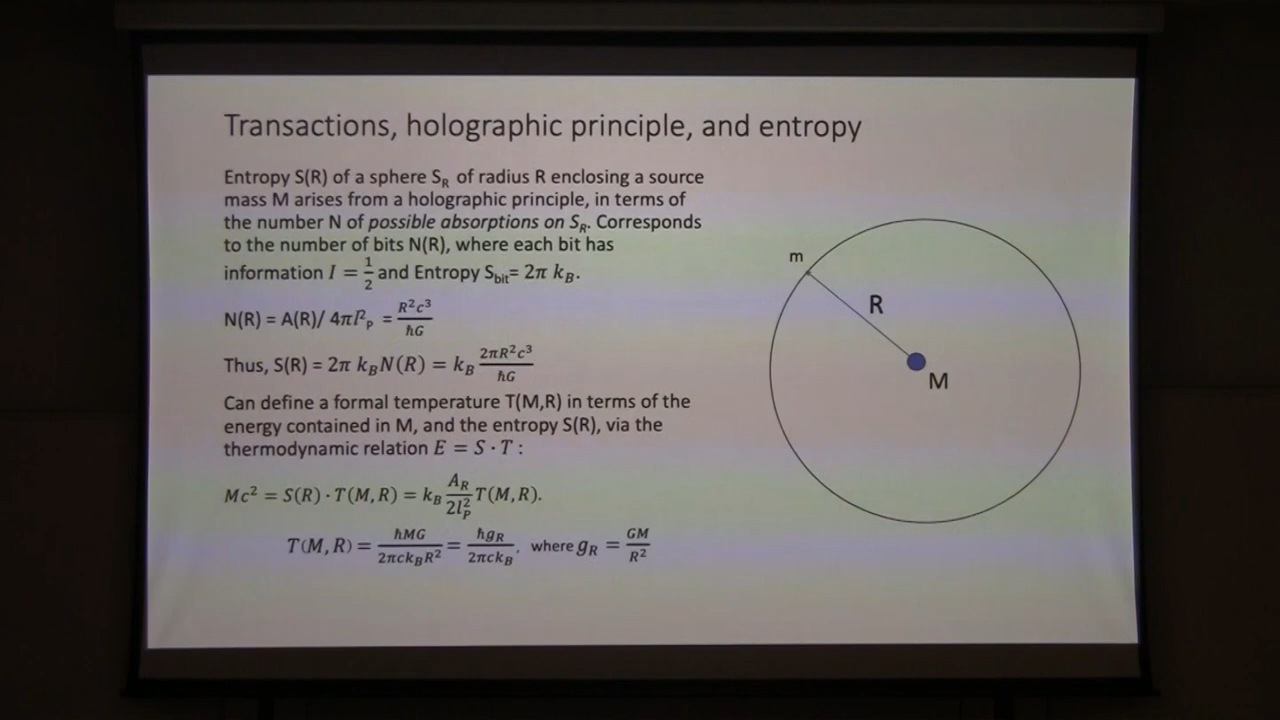 Transactions, holographic principle, and entropy
Entropy S(R) of a sphere S_R of radius R enclosing a source
mass M arises from a holographic principle, in terms of
the number N of possible absorptions on S_R. Corresponds
to the number of bits N(R), where each bit has
information I = 1/2 and Entropy S_bit= 2π k_B.
N(R) = A(R)/ 4πl²_P = R²c³/ħG
Thus, S(R) = 2π k_B N(R) = k_B 2πR²c³/ħG
Can define a formal temperature T(M,R) in terms of the
energy contained in M, and the entropy S(R), via the
thermodynamic relation E = S · T :
Mc² = S(R) · T(M, R) = k_B A_R/2l²_P T(M, R).
T(M, R) = ħMG/2πck_BR² = ħg_R/2πck_B, where g_R = GM/R²
m
R
M